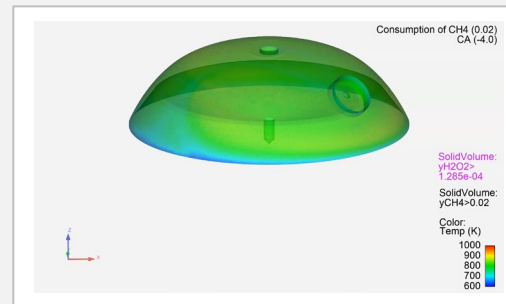 Consumption of CH4 (0.02)
CA (-4.0)
SolidVolume:
yH2O2>
1.285e-04
SolidVolume:
yCH4>0.02
Color:
Temp (K)
1000
900
800
700
600
Z
X